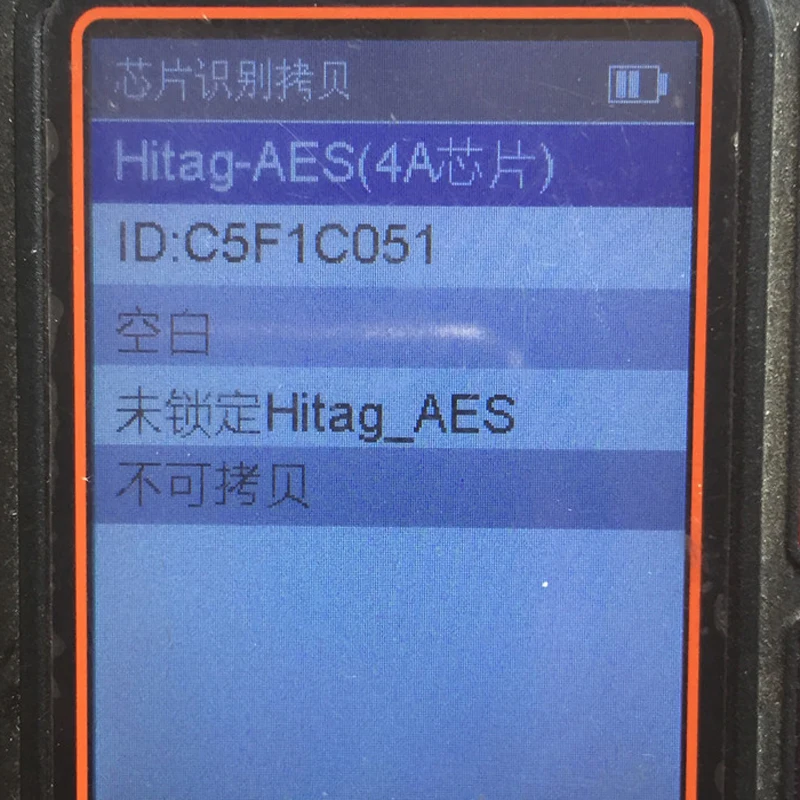 芯片识别拷贝
Hitag-AES(4A芯片)
ID:C5F1C051
空白
未锁定Hitag_AES
不可拷贝